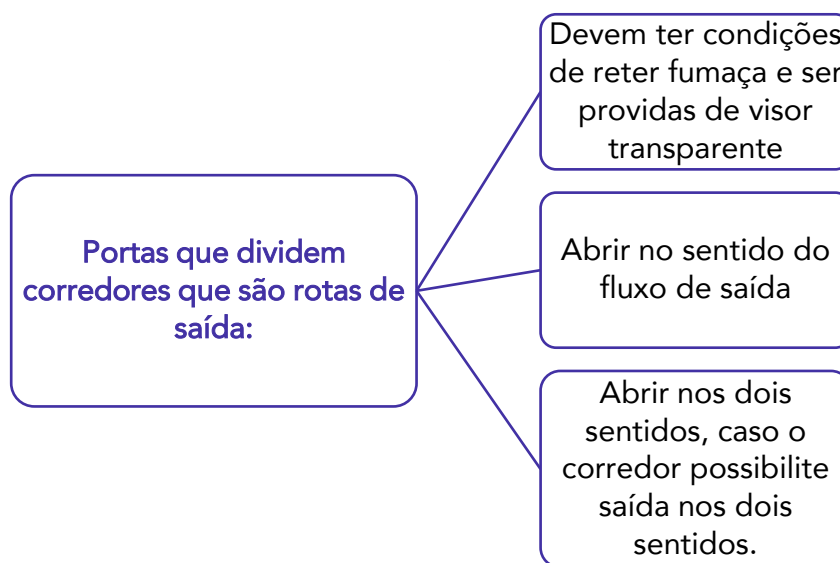 Portas que dividem
corredores que são rotas de
saída:
Devem ter condições
de reter fumaça e ser
providas de visor
transparente
Abrir no sentido do
fluxo de saída
Abrir nos dois
sentidos, caso o
corredor possibilite
saída nos dois
sentidos.